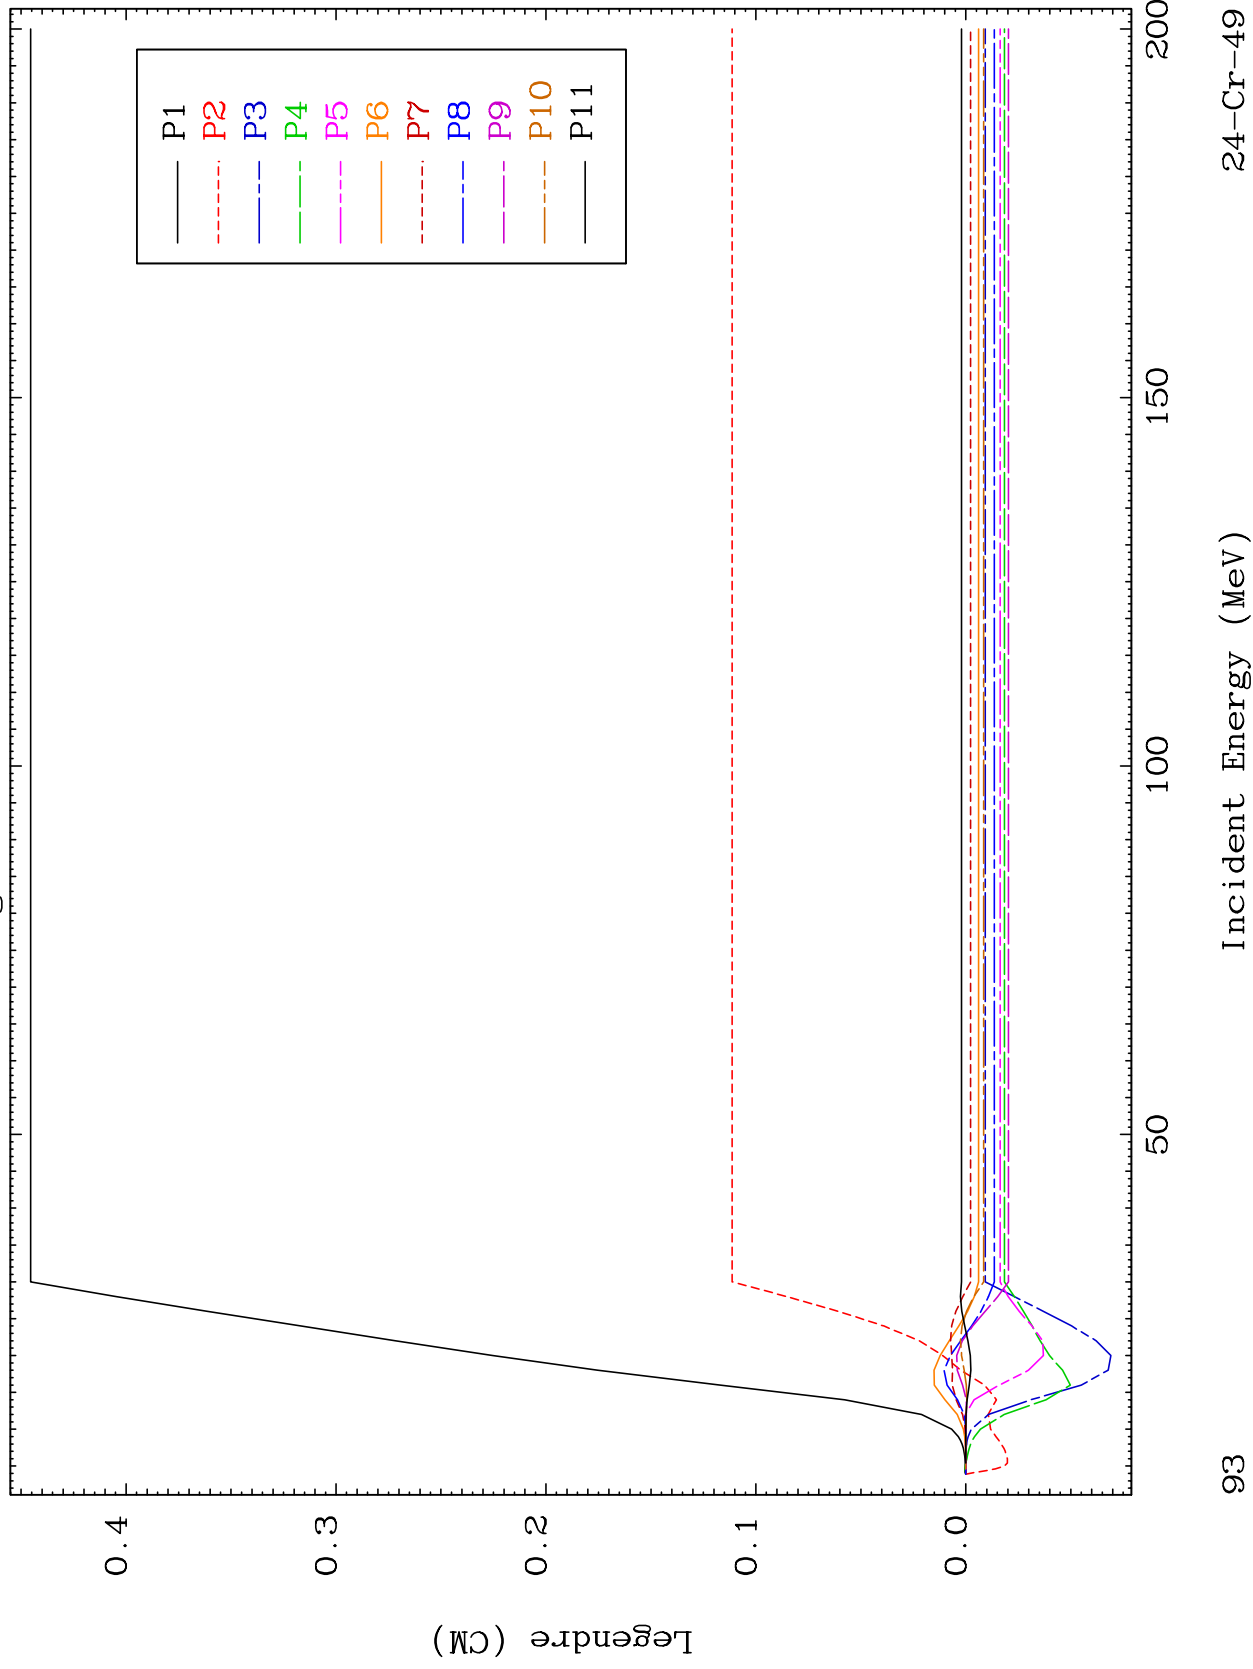 0.4
0.3
0.2
0.1
0.0
Legendre (CM)
P1
P2
P3
P4
P5
P6
P7
P8
P9
P10
P11
50
100
150
200
93
Incident Energy (MeV)
24-Cr-49